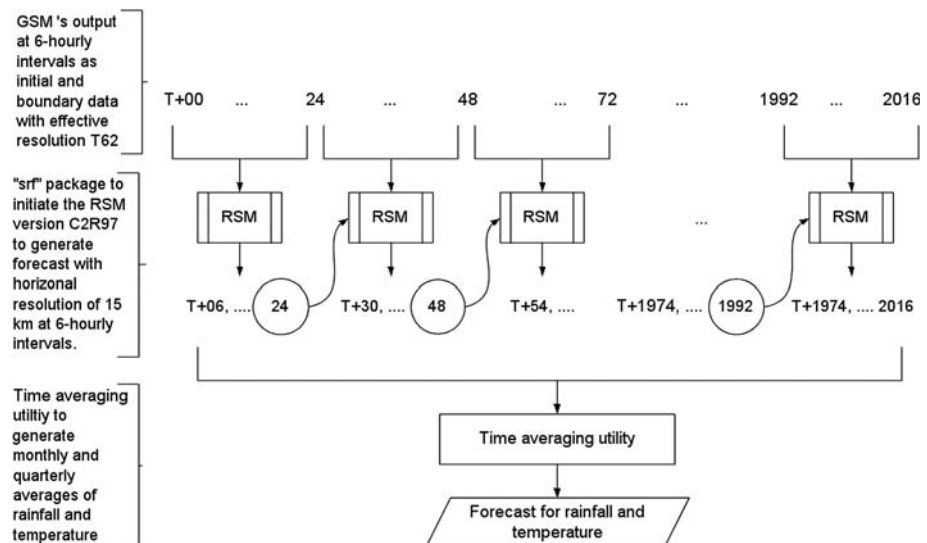 GSM 's output
at 6-hourly
intervals as
initial and
boundary data
with effective
resolution T62
T+00 ... 24 ... 48 ... 72 ... 1992 ... 2016
"srf" package to
initiate the RSM
version C2R97
to generate
forecast with
horizonal
resolution of 15
km at 6-hourly
intervals.
RSM RSM RSM ... RSM
T+06, .... 24 T+30, .... 48 T+54, .... T+1974, .... 1992 T+1974, .... 2016
Time averaging
utiltiy to
generate
monthly and
quarterly
averages of
rainfall and
temperature
Time averaging utility
Forecast for rainfall and
temperature